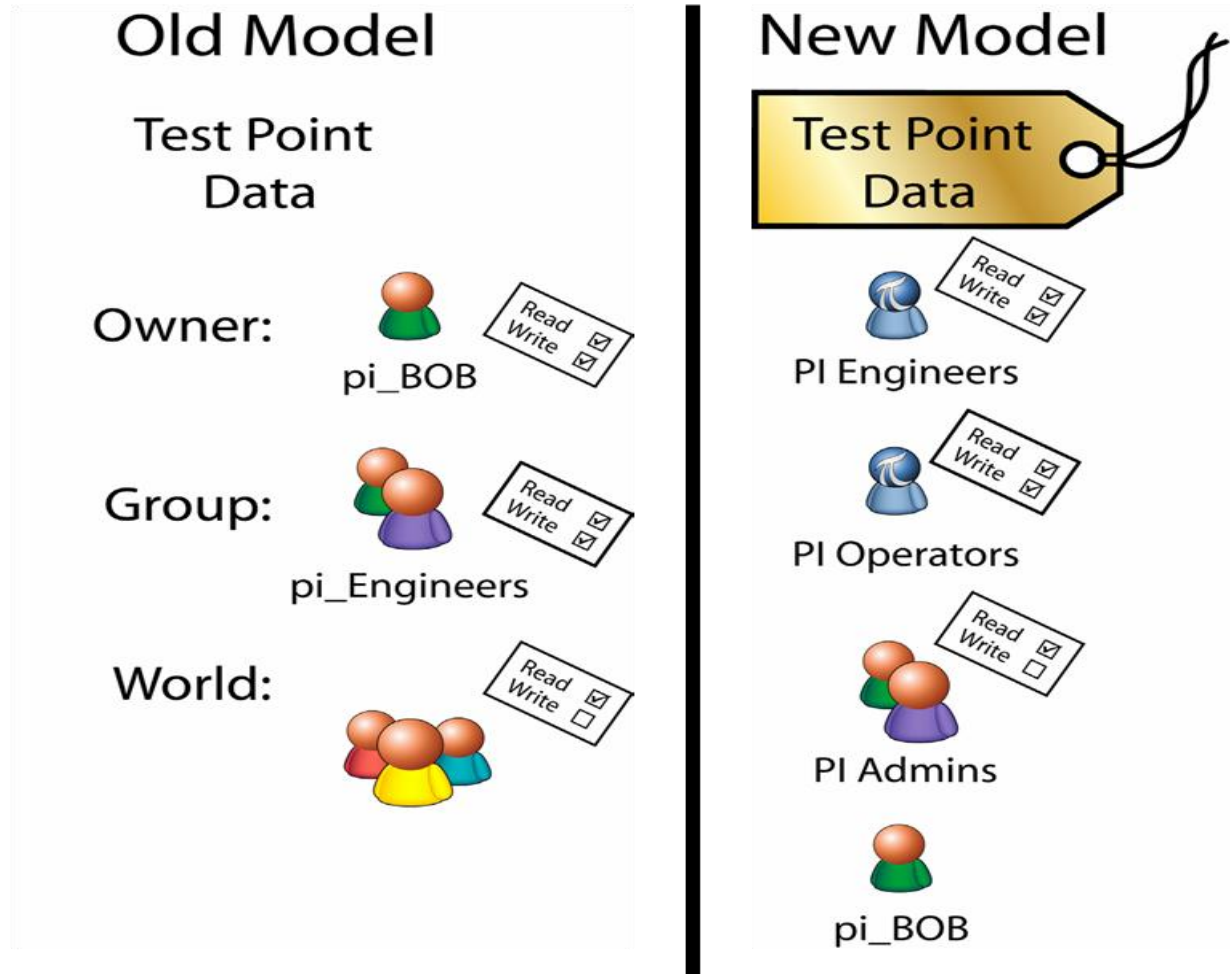 Old Model
Test Point
Data
Owner:
Read
Write
pi_BOB
Group:
Read
Write
pi_Engineers
World:
Read
Write
New Model
Test Point
Data
Read
Write
PI Engineers
Read
Write
PI Operators
Read
Write
PI Admins
pi_BOB